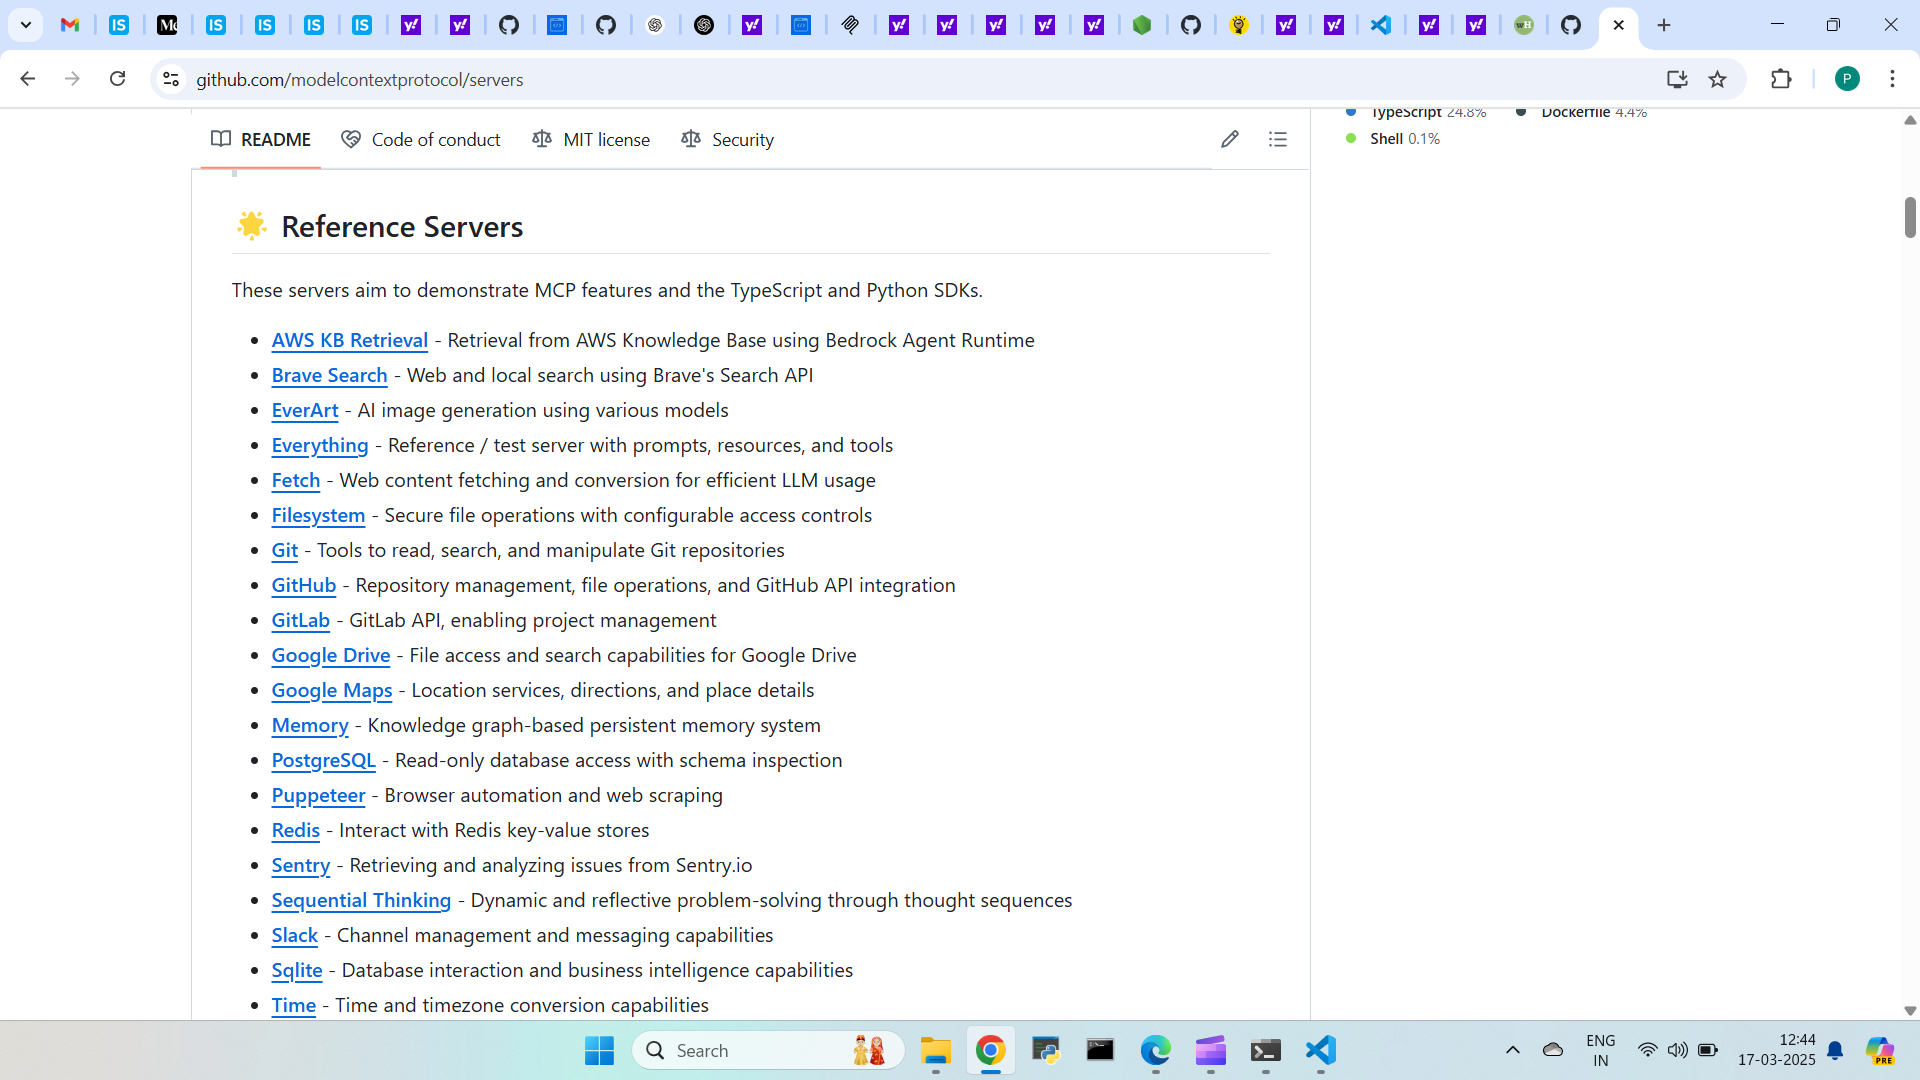 github.com/modelcontextprotocol/servers
P
TypeScript 24.8% Dockerfile 4.4%
Shell 0.1%
README Code of conduct MIT license Security
Reference Servers
These servers aim to demonstrate MCP features and the TypeScript and Python SDKs.
AWS KB Retrieval - Retrieval from AWS Knowledge Base using Bedrock Agent Runtime
Brave Search - Web and local search using Brave's Search API
EverArt - AI image generation using various models
Everything - Reference / test server with prompts, resources, and tools
Fetch - Web content fetching and conversion for efficient LLM usage
Filesystem - Secure file operations with configurable access controls
Git - Tools to read, search, and manipulate Git repositories
GitHub - Repository management, file operations, and GitHub API integration
GitLab - GitLab API, enabling project management
Google Drive - File access and search capabilities for Google Drive
Google Maps - Location services, directions, and place details
Memory - Knowledge graph-based persistent memory system
PostgreSQL - Read-only database access with schema inspection
Puppeteer - Browser automation and web scraping
Redis - Interact with Redis key-value stores
Sentry - Retrieving and analyzing issues from Sentry.io
Sequential Thinking - Dynamic and reflective problem-solving through thought sequences
Slack - Channel management and messaging capabilities
Sqlite - Database interaction and business intelligence capabilities
Time - Time and timezone conversion capabilities
Search
ENG
IN
12:44
17-03-2025
PRE